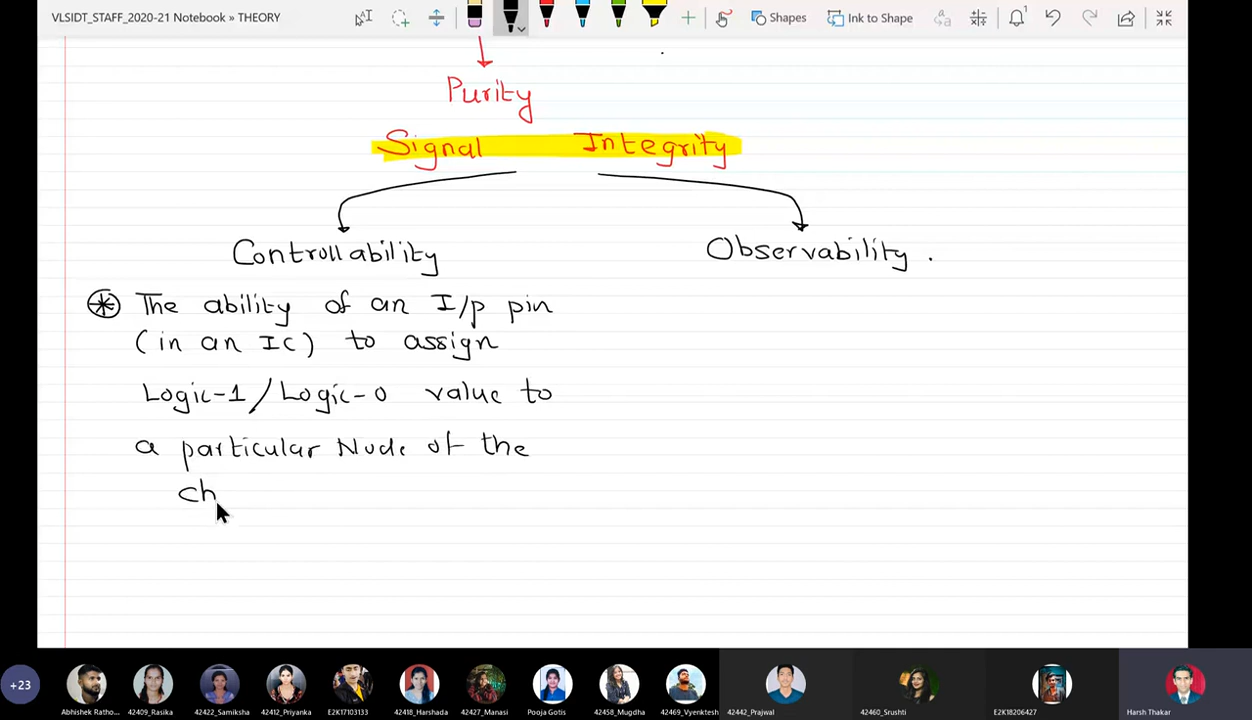 VLSIDT_STAFF_2020-21 Notebook » THEORY
Shapes
Ink to Shape
Purity
Signal Integrity
Controllability
Observability.
The ability of an I/p pin
(in an IC) to assign
Logic-1/Logic-0 value to
a particular Node of the
ch
+23
Abhishek Ratho...
42409_Rasika
42422_Samiksha
42412_Priyanka
E2K17103133
42418_Harshada
42427_Manasi
Pooja Gotis
42458_Mugdha
42469_Vyenktesh
42442_Prajwal
42460_Srushti
E2K18206427
Harsh Thakar